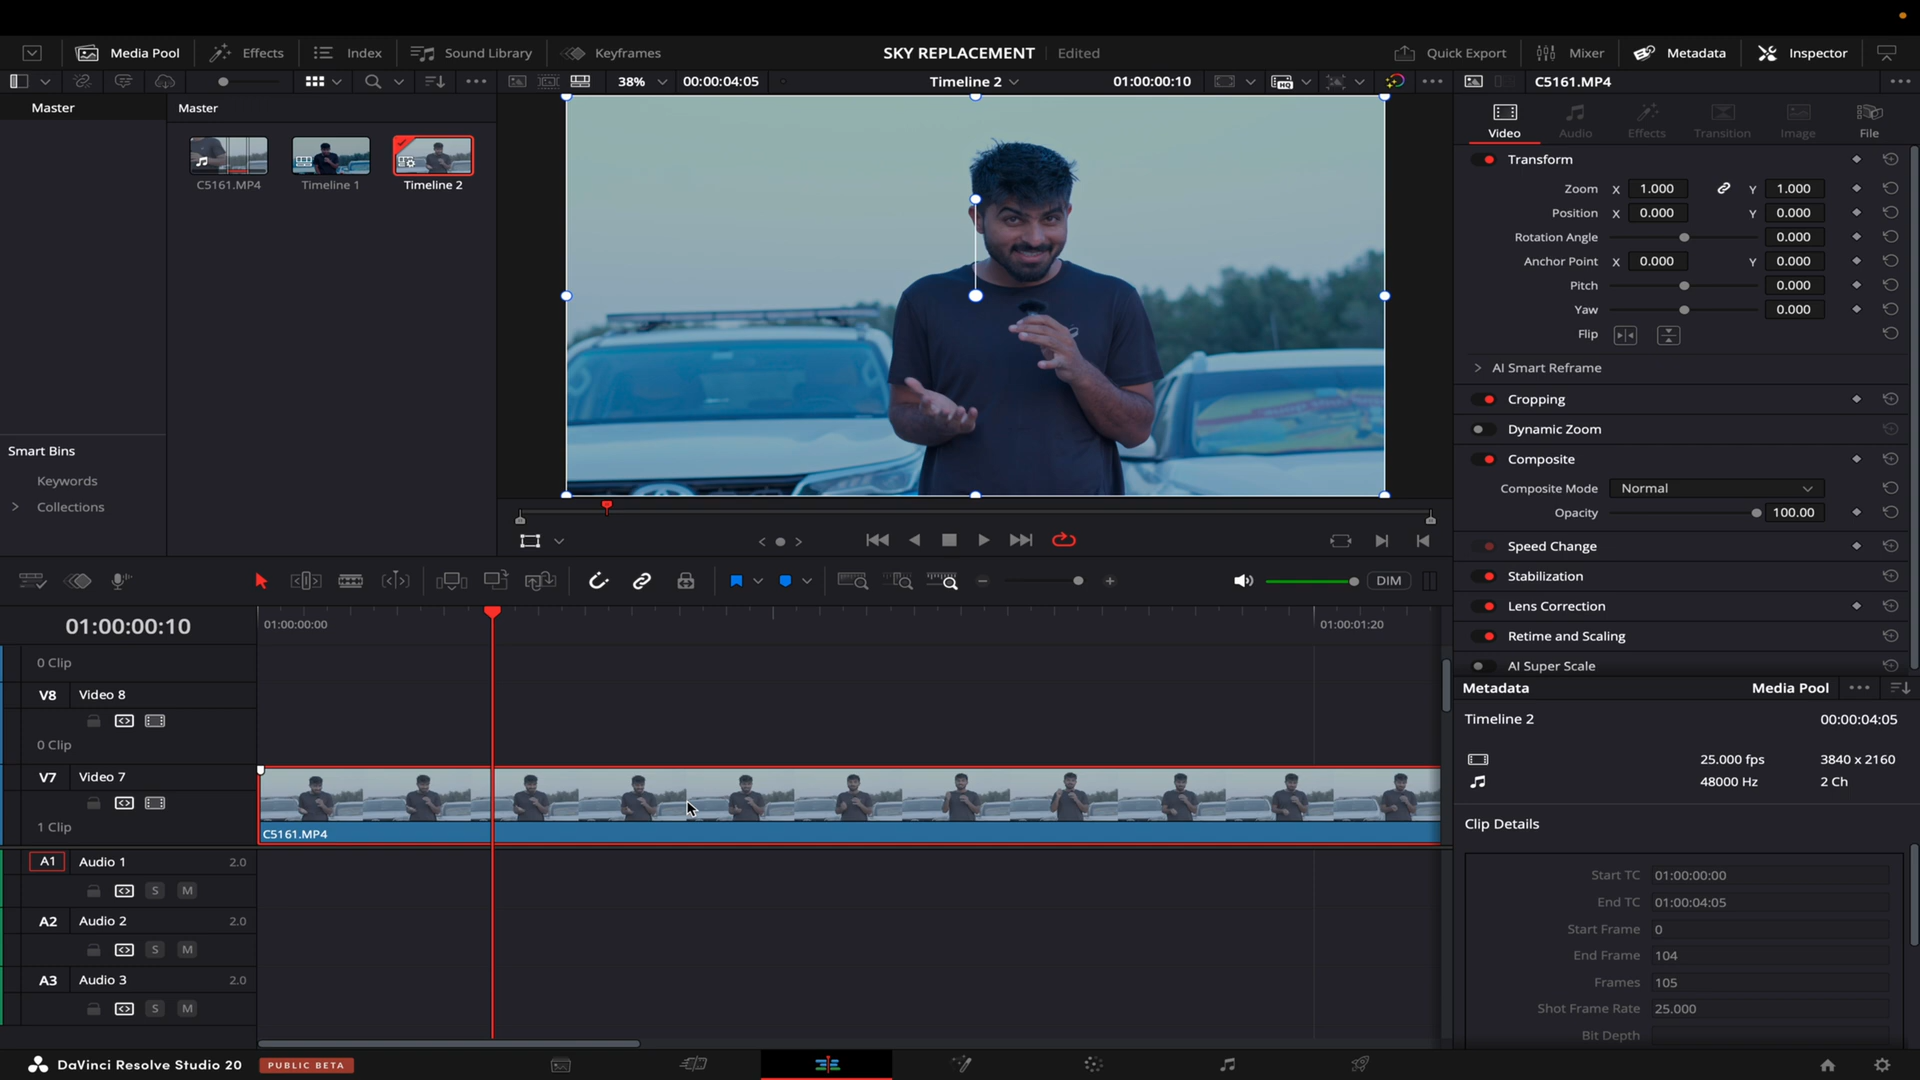 Media Pool
Effects
Index
Sound Library
Keyframes
SKY REPLACEMENT
Edited
Quick Export
Mixer
Metadata
Inspector
38%
00:00:04:05
Timeline 2
01:00:00:10
C5161.MP4
Master
Master
C5161.MP4
Timeline 1
Timeline 2
Smart Bins
Keywords
Collections
Video
Audio
Effects
Transition
Image
File
Transform
Zoom X 1.000 Y 1.000
Position X 0.000 Y 0.000
Rotation Angle 0.000
Anchor Point X 0.000 Y 0.000
Pitch 0.000
Yaw 0.000
Flip
AI Smart Reframe
Cropping
Dynamic Zoom
Composite
Composite Mode Normal
Opacity 100.00
Speed Change
Stabilization
Lens Correction
Retime and Scaling
AI Super Scale
DIM
01:00:00:10
01:00:00:00
01:00:01:20
0 Clip
V8 Video 8
0 Clip
V7 Video 7
1 Clip
C5161.MP4
A1 Audio 1 2.0
S M
A2 Audio 2 2.0
S M
A3 Audio 3 2.0
S M
Metadata
Media Pool
Timeline 2 00:00:04:05
25.000 fps 3840 x 2160
48000 Hz 2 Ch
Clip Details
Start TC 01:00:00:00
End TC 01:00:04:05
Start Frame 0
End Frame 104
Frames 105
Shot Frame Rate 25.000
Bit Depth
DaVinci Resolve Studio 20
PUBLIC BETA